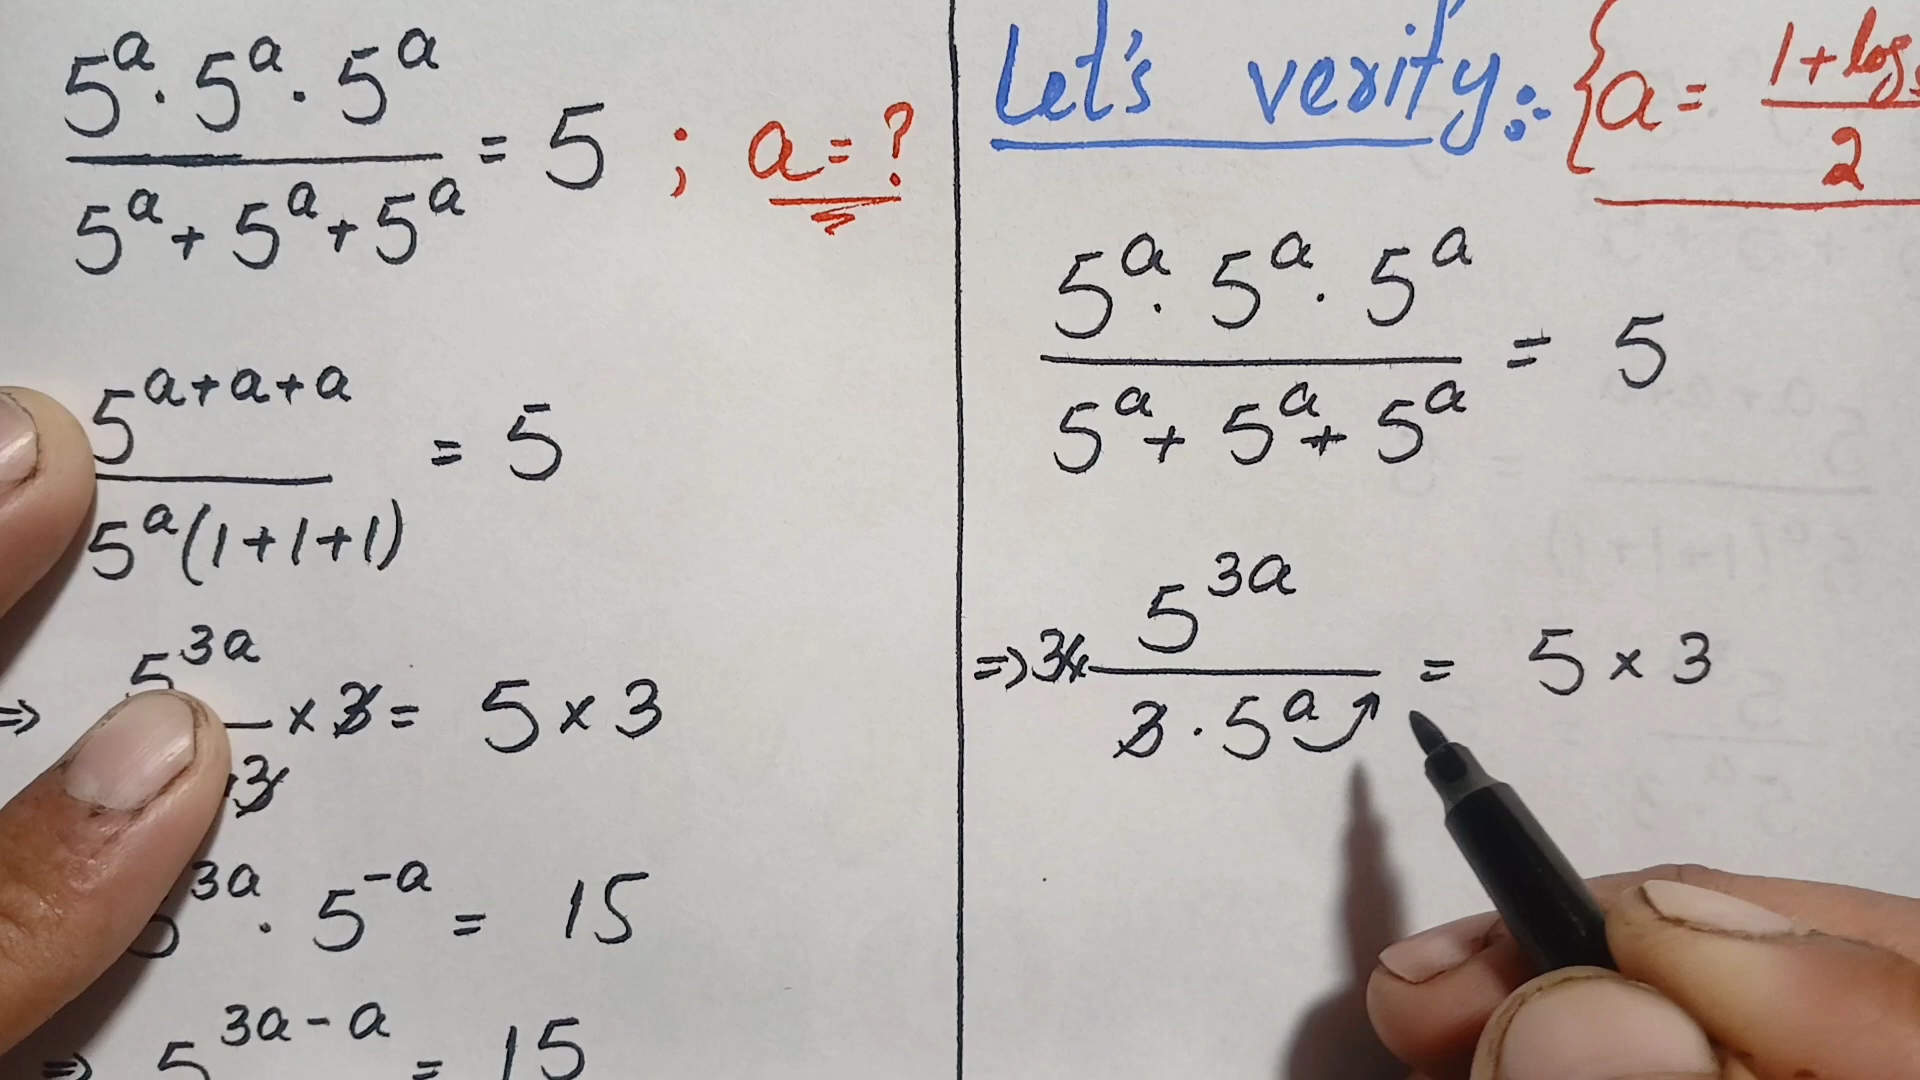 5^a · 5^a · 5^a
———
5^a + 5^a + 5^a
= 5 ; a = ?
5^(a+a+a)
———
5^a (1+1+1)
= 5
⇒ 5^(3a)
———
· 3
× 3 = 5 × 3
5^(3a) · 5^(-a) = 15
⇒ 5^(3a-a) = 15
Let's verify :- { a = (1 + log₅
———
2
5^a · 5^a · 5^a
———
5^a + 5^a + 5^a
= 5
⇒ 3 × 5^(3a)
———
3 · 5^a
= 5 × 3